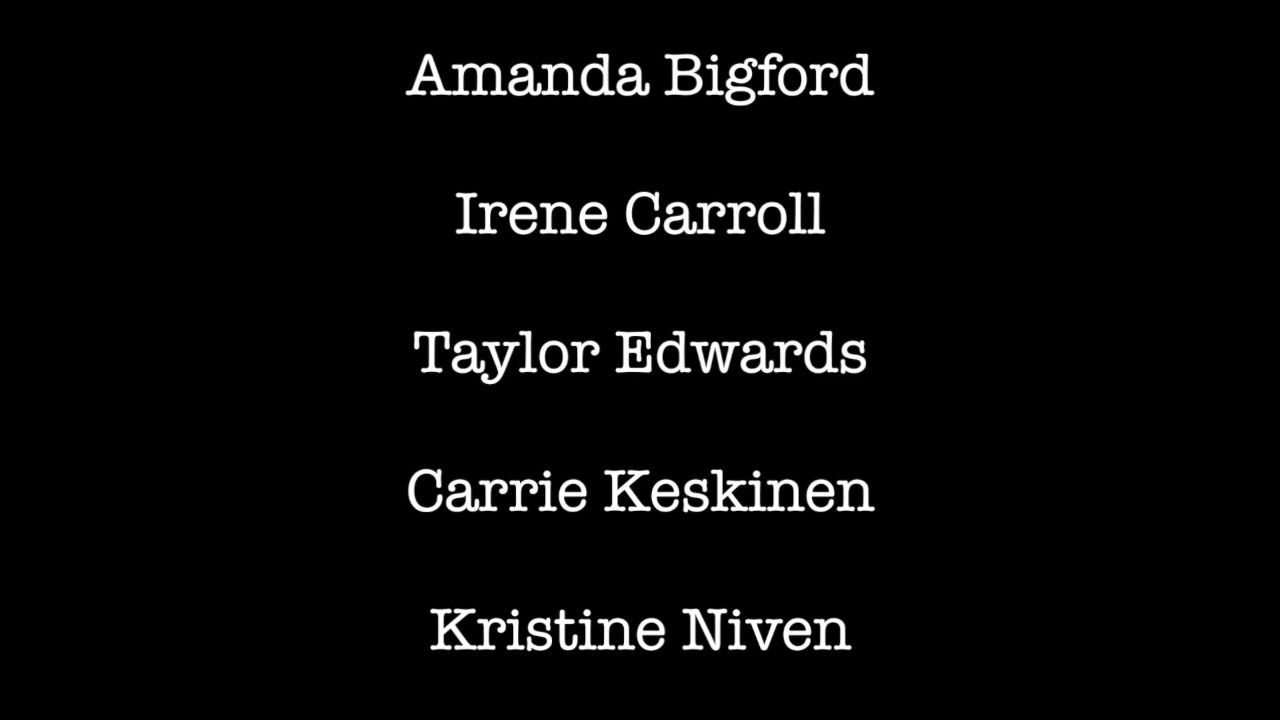 Amanda Bigford
Irene Carroll
Taylor Edwards
Carrie Keskinen
Kristine Niven